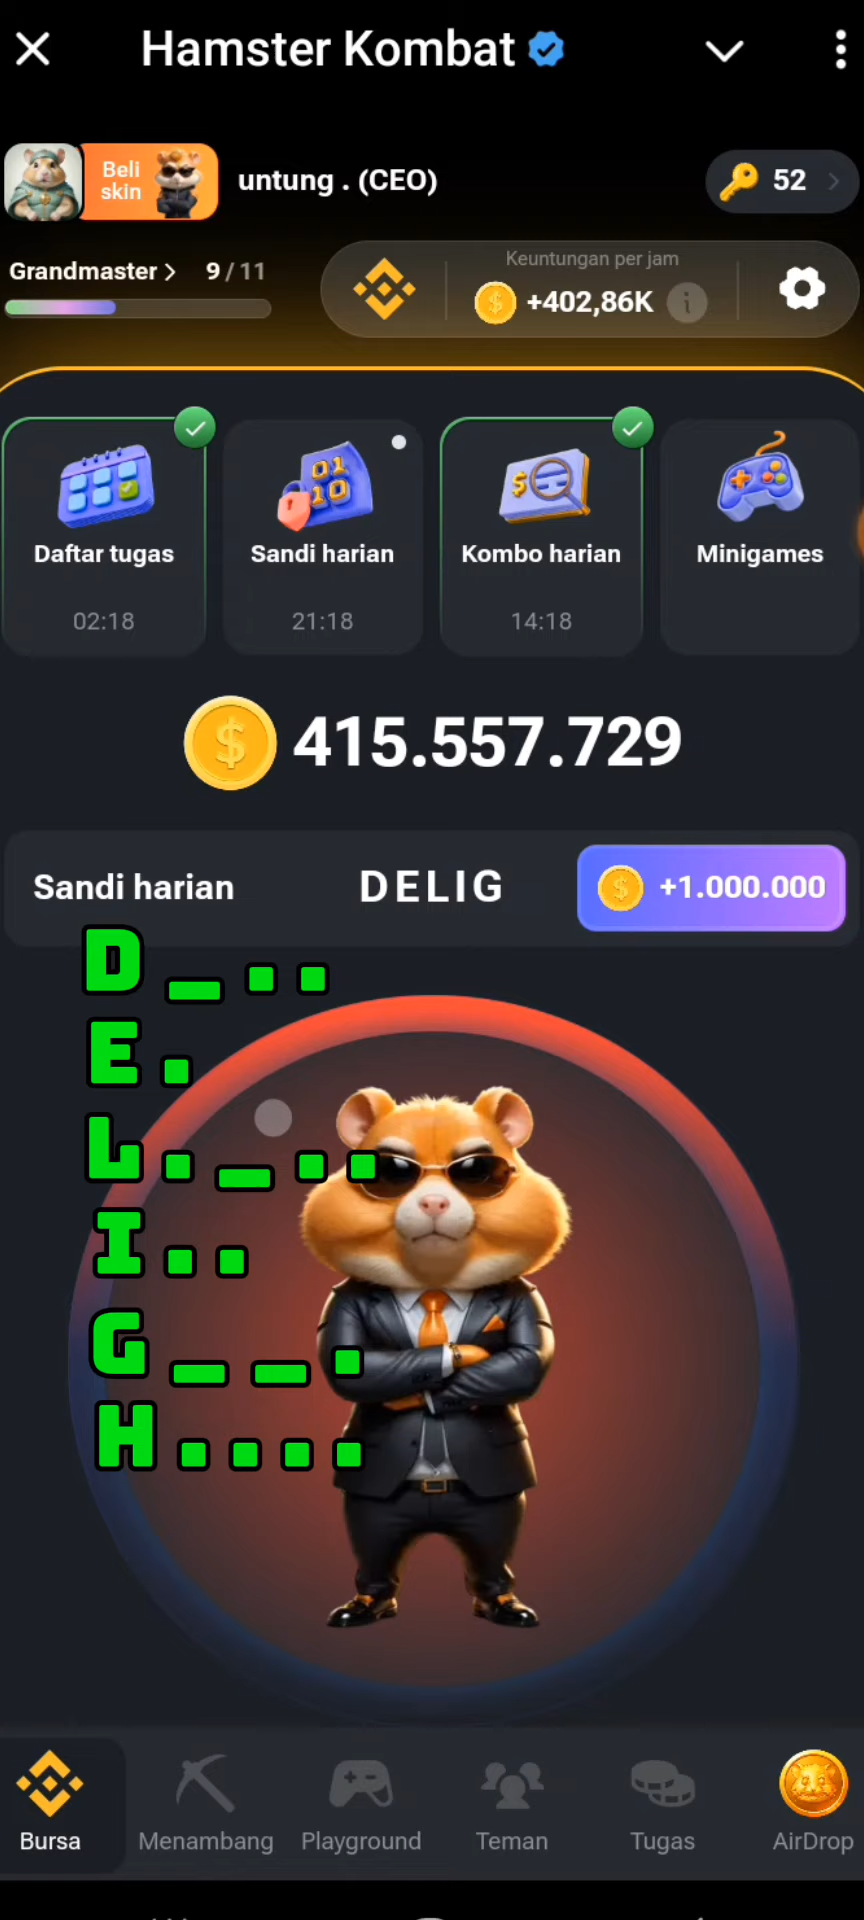 Hamster Kombat
Beli skin
untung . (CEO)
52
Grandmaster > 9 / 11
Keuntungan per jam
+402,86K
Daftar tugas
02:18
Sandi harian
21:18
Kombo harian
14:18
Minigames
415.557.729
Sandi harian DELIG +1.000.000
D _ . .
E .
L . _ . .
I . .
G _ _ .
H . . . .
Bursa Menambang Playground Teman Tugas AirDrop